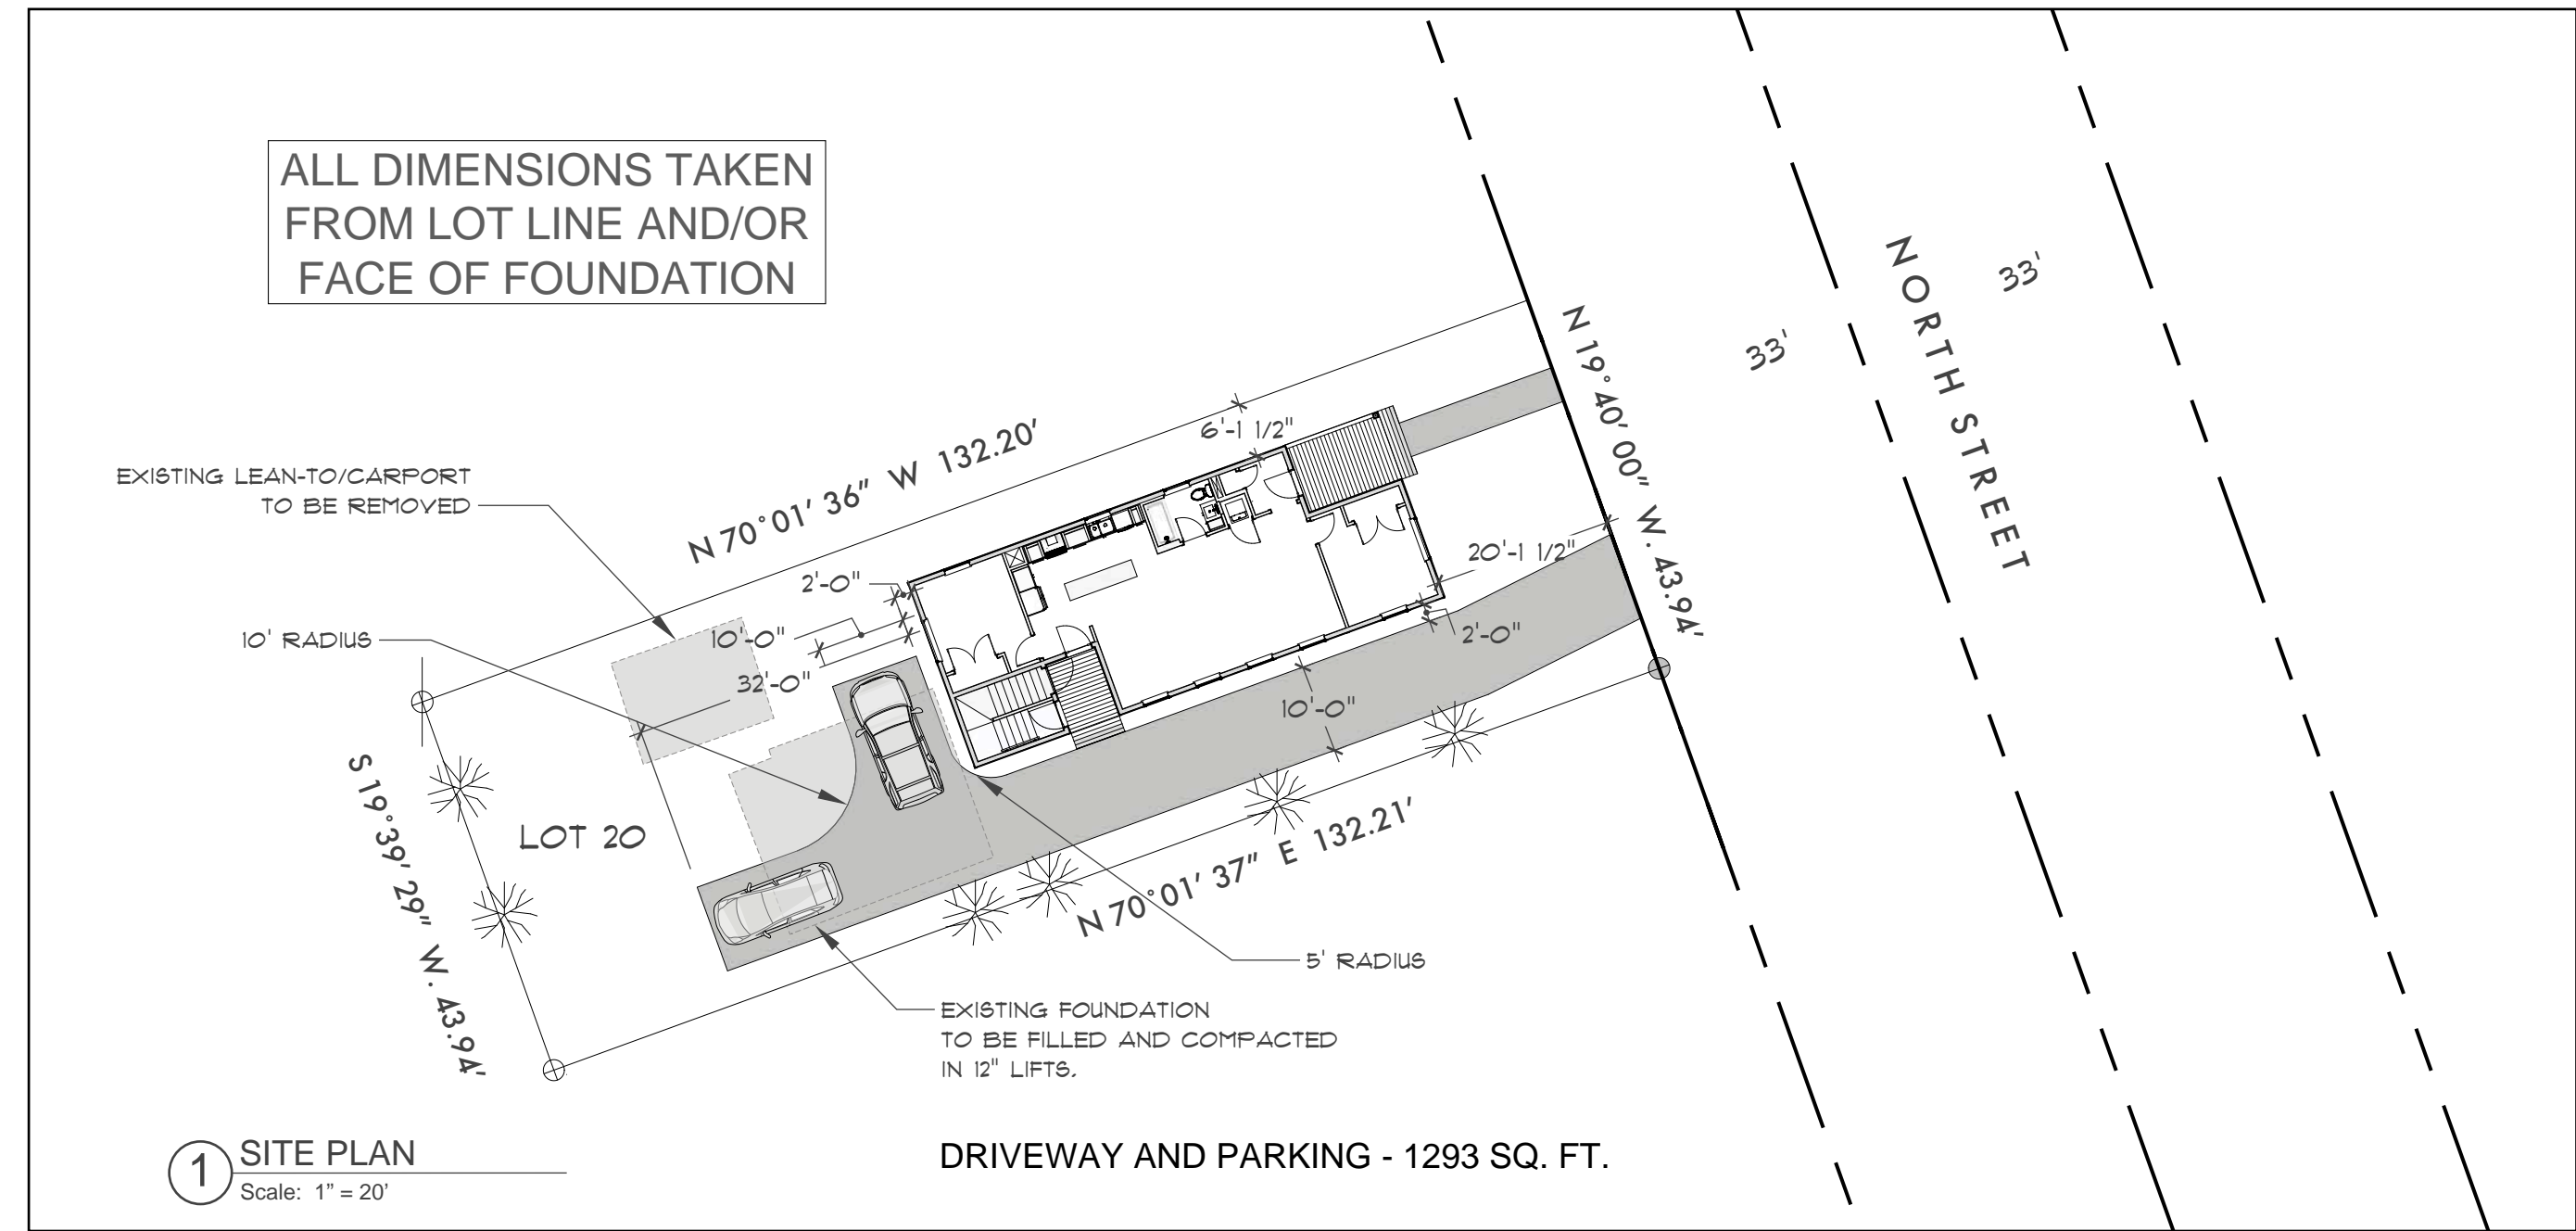 ALL DIMENSIONS TAKEN
FROM LOT LINE AND/OR
FACE OF FOUNDATION
NORTH STREET
33'
33'
N 19° 40' 00" W. 43.94'
N 70° 01' 36" W 132.20'
6'-1 1/2"
EXISTING LEAN-TO/CARPORT
TO BE REMOVED
20'-1 1/2"
2'-0"
10' RADIUS
10'-0"
2'-0"
32'-0"
10'-0"
S 19° 39' 29" W. 43.94'
LOT 20
N 70° 01' 37" E 132.21'
5' RADIUS
EXISTING FOUNDATION
TO BE FILLED AND COMPACTED
IN 12" LIFTS.
1 SITE PLAN
Scale: 1" = 20'
DRIVEWAY AND PARKING - 1293 SQ. FT.